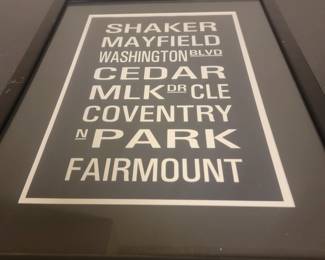 SHAKER
MAYFIELD
WASHINGTON BLVD
CEDAR
MLK DR CLE
COVENTRY
N PARK
FAIRMOUNT